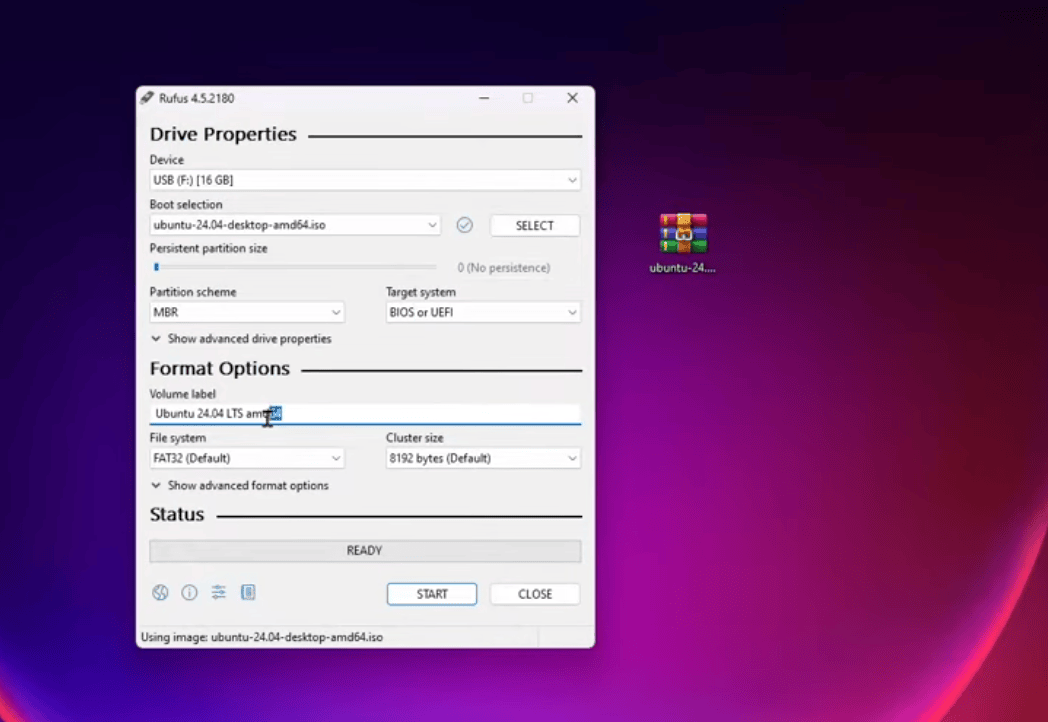 Rufus 4.5.2180
Drive Properties
Device
USB (F:) [16 GB]
Boot selection
ubuntu-24.04-desktop-amd64.iso
SELECT
Persistent partition size
0 (No persistence)
Partition scheme
Target system
MBR
BIOS or UEFI
Show advanced drive properties
Format Options
Volume label
Ubuntu 24.04 LTS amd64
File system
Cluster size
FAT32 (Default)
8192 bytes (Default)
Show advanced format options
Status
READY
START
CLOSE
Using image: ubuntu-24.04-desktop-amd64.iso
ubuntu-24....